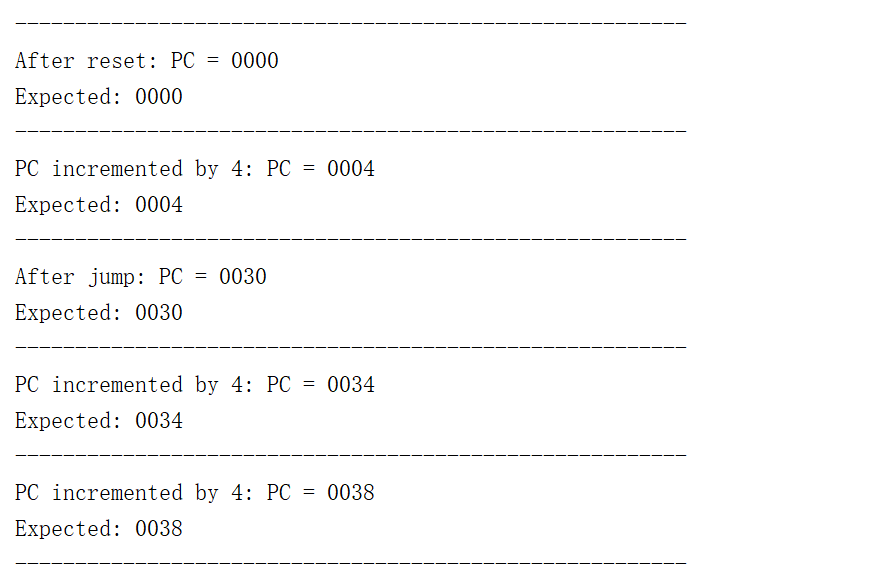 --------------------------------------------------------
After reset: PC = 0000
Expected: 0000
--------------------------------------------------------
PC incremented by 4: PC = 0004
Expected: 0004
--------------------------------------------------------
After jump: PC = 0030
Expected: 0030
--------------------------------------------------------
PC incremented by 4: PC = 0034
Expected: 0034
--------------------------------------------------------
PC incremented by 4: PC = 0038
Expected: 0038
--------------------------------------------------------